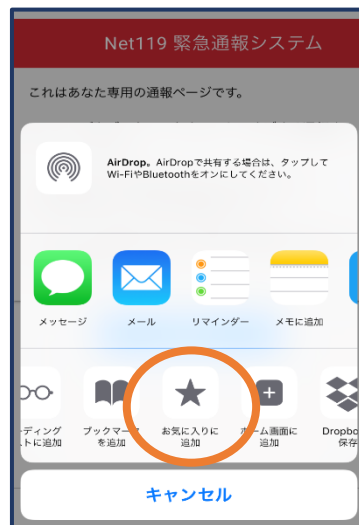 Net119 緊急通報システム
これはあなた専用の通報ページです。
AirDrop。AirDropで共有する場合は、タップして
Wi-FiやBluetoothをオンにしてください。
メッセージ
メール
リマインダー
メモに追加
ーディング
ストに追加
ブックマーク
を追加
お気に入りに
追加
ホーム画面に
追加
Dropbo
保存
キャンセル